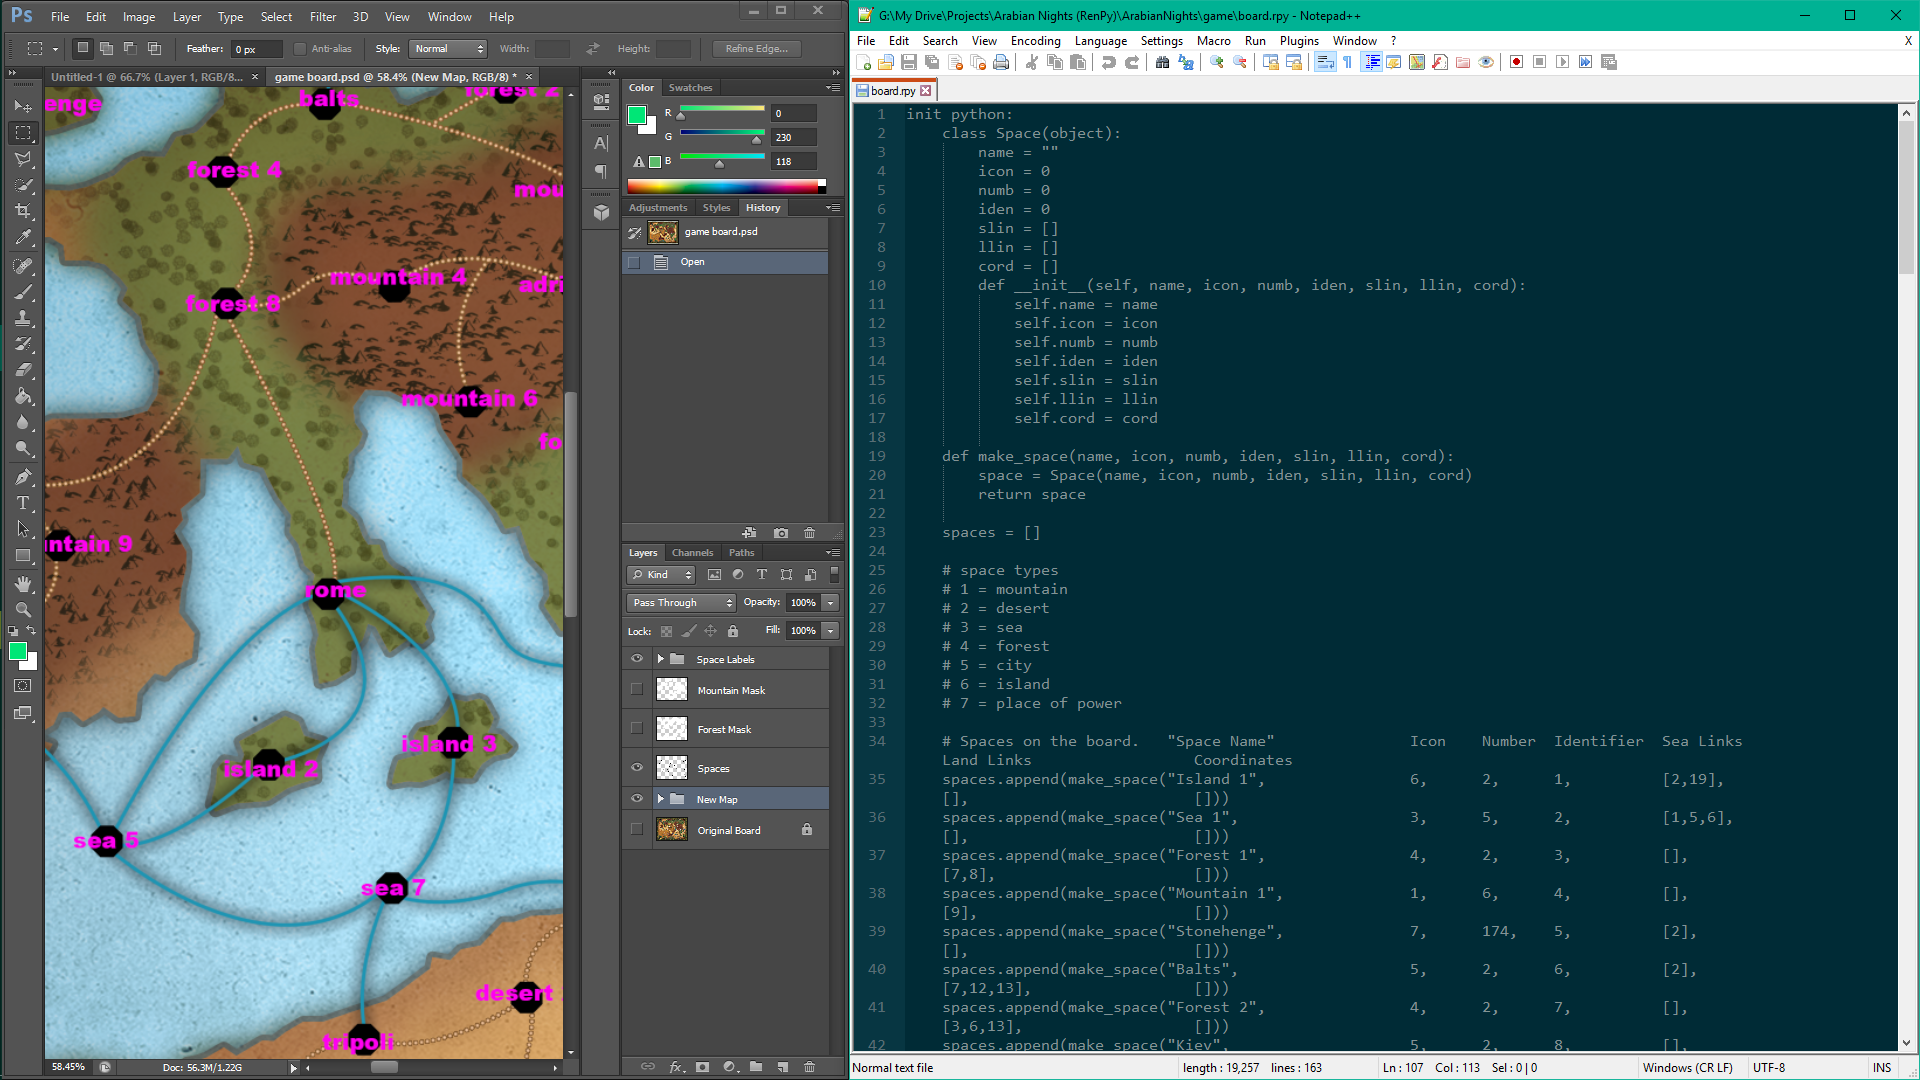 Ps File Edit Image Layer Type Select Filter 3D View Window Help
Feather: 0 px Anti-alias Style: Normal Width: Height: Refine Edge...
Untitled-1 @ 66.7% (Layer 1, RGB/8... × game board.psd @ 58.4% (New Map, RGB/8) * ×
enge
balts
forest 2
forest 4
mou
mountain 4
adri
forest 8
mountain 6
fo
ntain 9
rome
island 3
island 2
sea 5
sea 7
desert
tripoli
58.45% Doc: 56.3M/1.22G
Color Swatches
R 0
G 230
B 118
Adjustments Styles History
game board.psd
Open
Layers Channels Paths
Kind
Pass Through Opacity: 100%
Lock: Fill: 100%
Space Labels
Mountain Mask
Forest Mask
Spaces
New Map
Original Board
G:\My Drive\Projects\Arabian Nights (RenPy)\ArabianNights\game\board.rpy - Notepad++
File Edit Search View Encoding Language Settings Macro Run Plugins Window ? X
board.rpy
1 init python:
2 class Space(object):
3 name = ""
4 icon = 0
5 numb = 0
6 iden = 0
7 slin = []
8 llin = []
9 cord = []
10 def __init__(self, name, icon, numb, iden, slin, llin, cord):
11 self.name = name
12 self.icon = icon
13 self.numb = numb
14 self.iden = iden
15 self.slin = slin
16 self.llin = llin
17 self.cord = cord
18
19 def make_space(name, icon, numb, iden, slin, llin, cord):
20 space = Space(name, icon, numb, iden, slin, llin, cord)
21 return space
22
23 spaces = []
24
25 # space types
26 # 1 = mountain
27 # 2 = desert
28 # 3 = sea
29 # 4 = forest
30 # 5 = city
31 # 6 = island
32 # 7 = place of power
33
34 # Spaces on the board. "Space Name" Icon Number Identifier Sea Links
Land Links Coordinates
35 spaces.append(make_space("Island 1", 6, 2, 1, [2,19],
[], []))
36 spaces.append(make_space("Sea 1", 3, 5, 2, [1,5,6],
[], []))
37 spaces.append(make_space("Forest 1", 4, 2, 3, [],
[7,8], []))
38 spaces.append(make_space("Mountain 1", 1, 6, 4, [],
[9], []))
39 spaces.append(make_space("Stonehenge", 7, 174, 5, [2],
[], []))
40 spaces.append(make_space("Balts", 5, 2, 6, [2],
[7,12,13], []))
41 spaces.append(make_space("Forest 2", 4, 2, 7, [],
[3,6,13], []))
42 spaces.append(make_space("Kiev", 5, 2, 8, [],
Normal text file length : 19,257 lines : 163 Ln : 107 Col : 113 Sel : 0 | 0 Windows (CR LF) UTF-8 INS